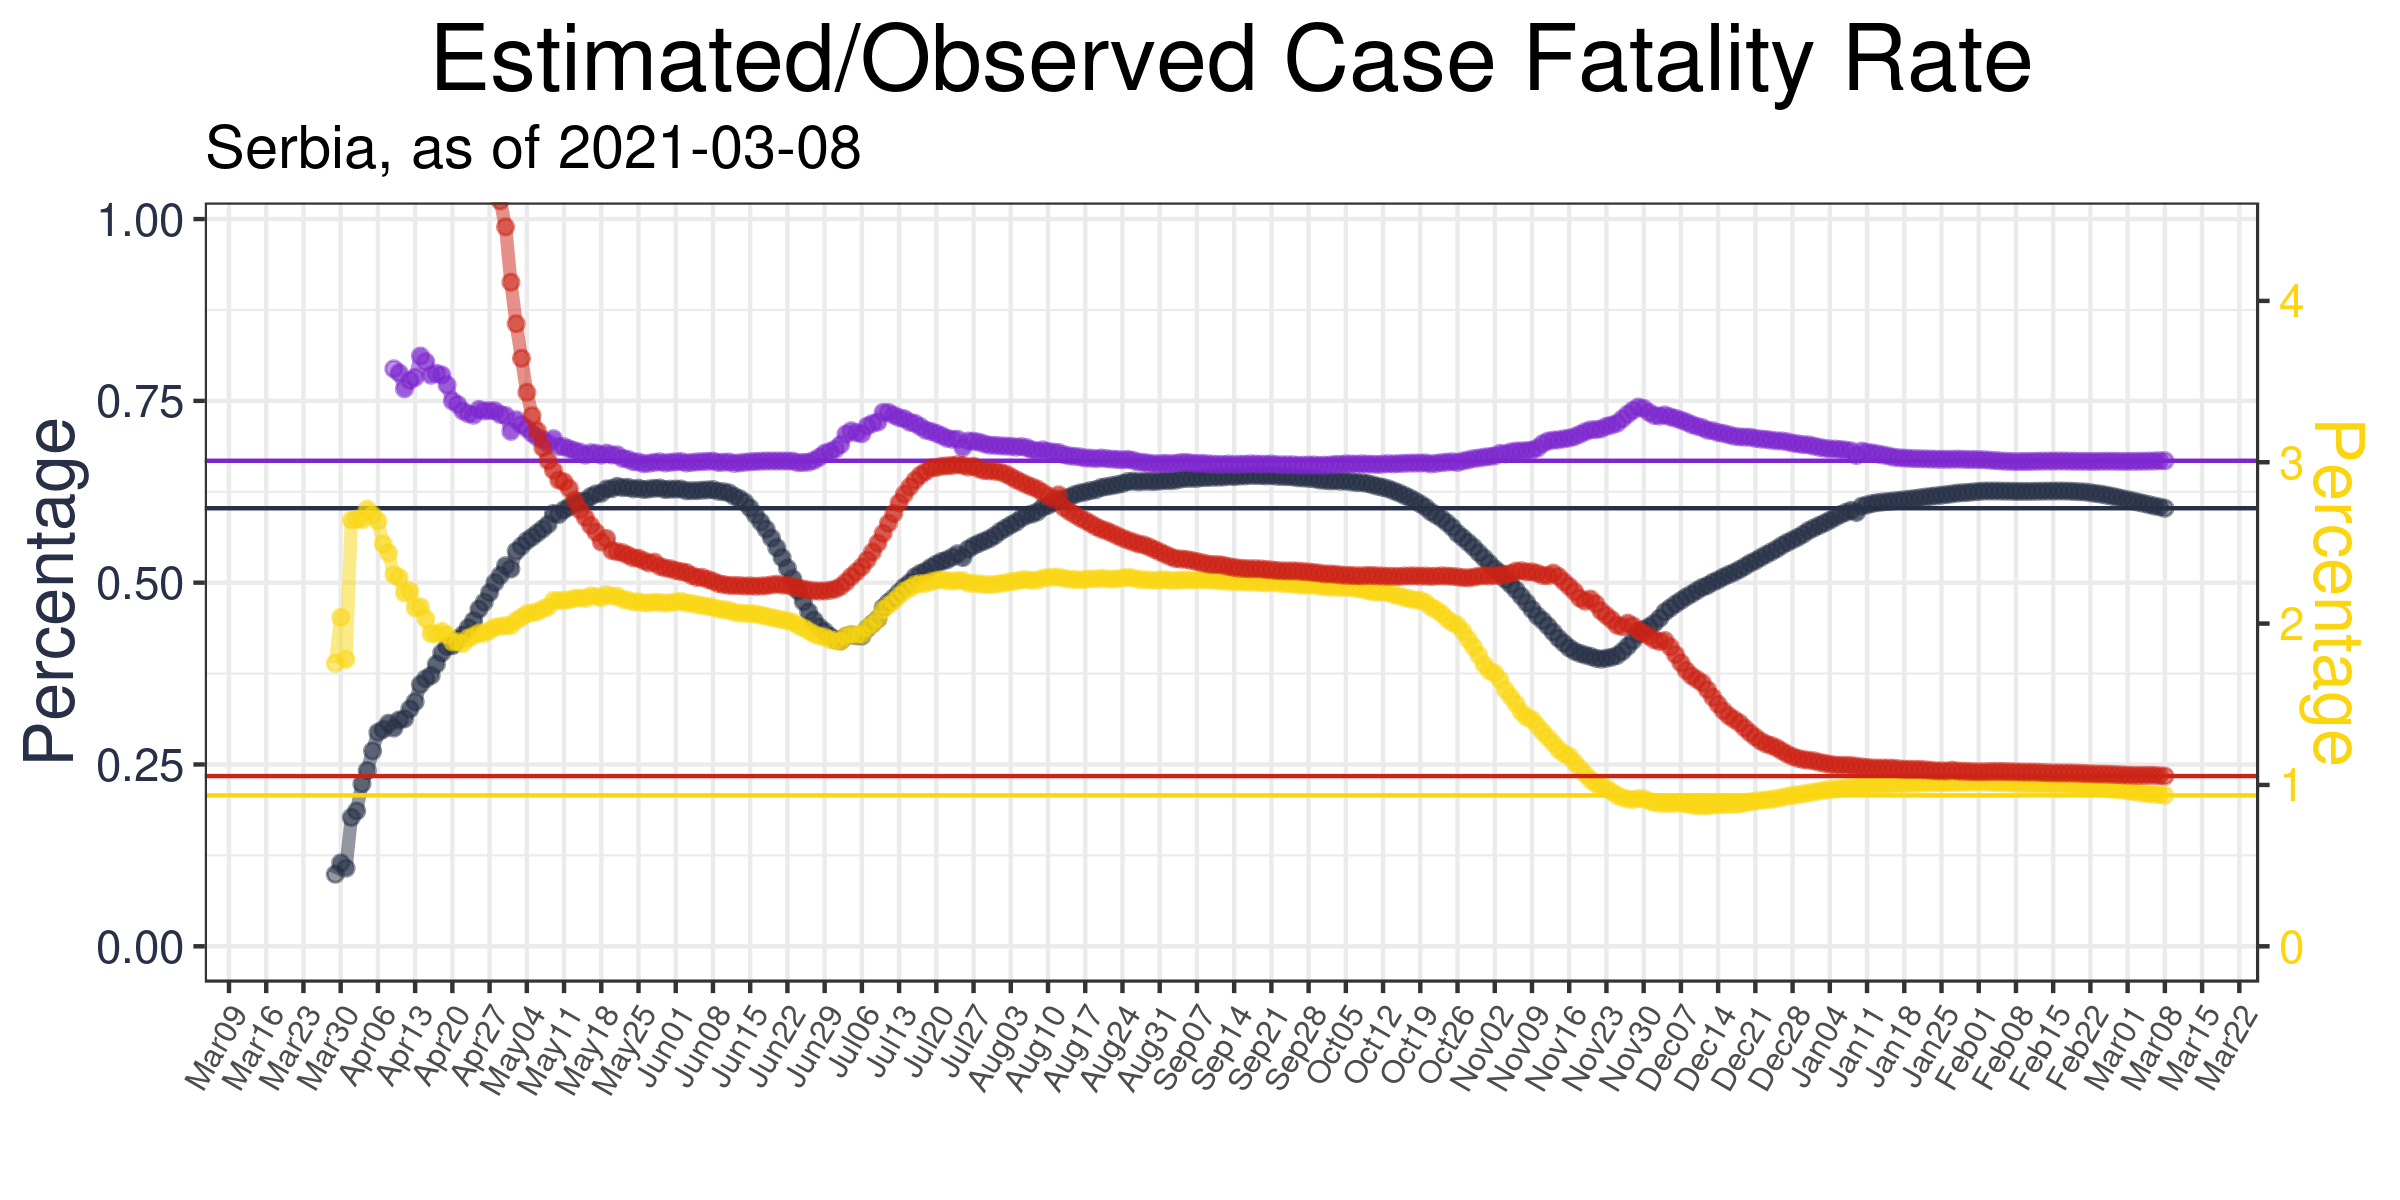 Estimated/Observed Case Fatality Rate
Serbia, as of 2021-03-08
Percentage
1.00
0.75
0.50
0.25
0.00
4
3
2
1
0
Percentage
Mar09 Mar16 Mar23 Mar30 Apr06 Apr13 Apr20 Apr27 May04 May11 May18 May25 Jun01 Jun08 Jun15 Jun22 Jun29 Jul06 Jul13 Jul20 Jul27 Aug03 Aug10 Aug17 Aug24 Aug31 Sep07 Sep14 Sep21 Sep28 Oct05 Oct12 Oct19 Oct26 Nov02 Nov09 Nov16 Nov23 Nov30 Dec07 Dec14 Dec21 Dec28 Jan04 Jan11 Jan18 Jan25 Feb01 Feb08 Feb15 Feb22 Mar01 Mar08 Mar15 Mar22